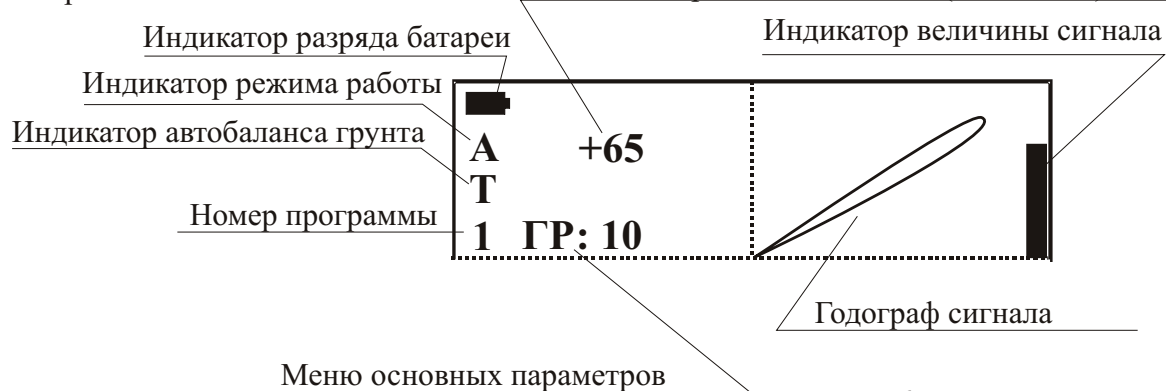 Индикатор величины сигнала
Индикатор разряда батареи
Индикатор режима работы
Индикатор автобаланса грунта
Номер программы
А +65
Т
1 ГР: 10
Годограф сигнала
Меню основных параметров